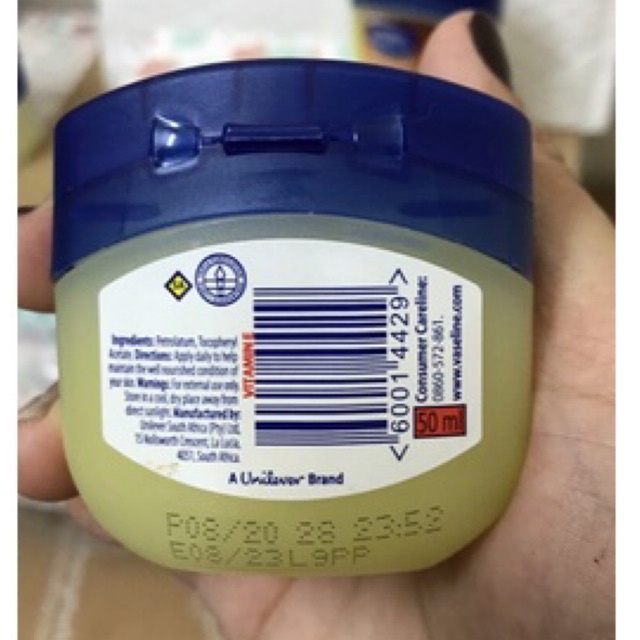 SA
Ingredients: Petrolatum, Tocopheryl
Acetate. Directions: Apply daily to help
maintain the well nourished condition of
your skin. Warnings: For external use only.
Store in a cool, dry place away from
direct sunlight. Manufactured by:
Unilever South Africa (Pty) Ltd.
15 Nollsworth Crescent, La Lucia,
4051, South Africa.
VITAMIN E
<6001 4429>
Consumer Careline:
0860-572-861.
www.vaseline.com
50 ml
A Unilever Brand
P08/20 28 23:52
E08/23L9PP